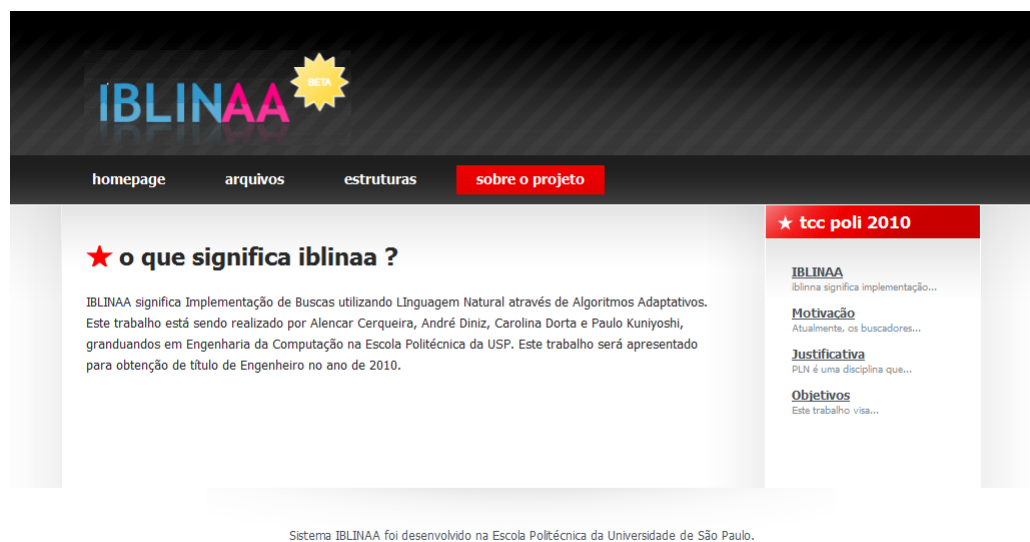 IBLINAA
BETA
homepage arquivos estruturas sobre o projeto
o que significa iblinaa ?
IBLINAA significa Implementação de Buscas utilizando LInguagem Natural através de Algoritmos Adaptativos.
Este trabalho está sendo realizado por Alencar Cerqueira, André Diniz, Carolina Dorta e Paulo Kuniyoshi,
granduandos em Engenharia da Computação na Escola Politécnica da USP. Este trabalho será apresentado
para obtenção de título de Engenheiro no ano de 2010.
tcc poli 2010
IBLINAA
iblinna significa implementação...
Motivação
Atualmente, os buscadores...
Justificativa
PLN é uma disciplina que...
Objetivos
Este trabalho visa...
Sistema IBLINAA foi desenvolvido na Escola Politécnica da Universidade de São Paulo.